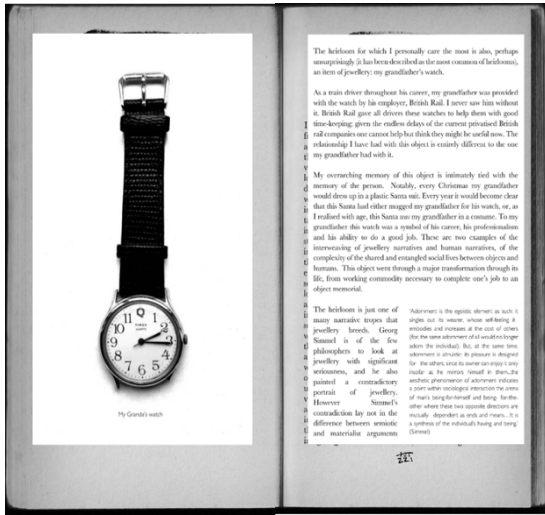 12
11
1
10
2
9
3
8
4
7
5
6
TIMEX
QUARTZ
My Granda's watch
The heirloom for which I personally care the most is also, perhaps
unsurprisingly (it has been described as the most common of heirlooms),
an item of jewellery: my grandfather's watch.
As a train driver throughout his career, my grandfather was provided
with the watch by his employer, British Rail. I never saw him without
it. British Rail gave all drivers these watches to help them with good
time-keeping; given the endless delays of the current privatised British
rail companies one cannot help but think they might be useful now. The
relationship I have had with this object is entirely different to the one
my grandfather had with it.
My overarching memory of this object is intimately tied with the
memory of the person. Notably, every Christmas my grandfather
would dress up in a plastic Santa suit. Every year it would become clear
that this Santa had either mugged my grandfather for his watch, or, as
I realised with age, this Santa was my grandfather in a costume. To my
grandfather this watch was a symbol of his career, his professionalism
and his ability to do a good job. These are two examples of the
interweaving of jewellery narratives and human narratives, of the
complexity of the shared and entangled social lives between objects and
humans. This object went through a major transformation through its
life, from working commodity necessary to complete one's job to an
object memorial.
The heirloom is just one of
many narrative tropes that
jewellery breeds. Georg
Simmel is of the few
philosophers to look at
jewellery with significant
seriousness, and he also
painted a contradictory
portrait of jewellery.
However Simmel's
contradiction lay not in the
difference between semiotic
and materialist arguments
'Adornment is the egoistic element as such: it
singles out its wearer, whose self-feeling it
embodies and increases at the cost of others
(for, the same adornment of all would no longer
adorn the individual). But, at the same time,
adornment is altruistic: its pleasure is designed
for the others, since its owner can enjoy it only
insofar as he mirrors himself in them...the
aesthetic phenomenon of adornment indicates
a point within sociological interaction the arena
of man's being-for-himself and being- for-the-
other where these two opposite directions are
mutually dependent as ends and means...It is
a synthesis of the individual's having and being.'
(Simmel)